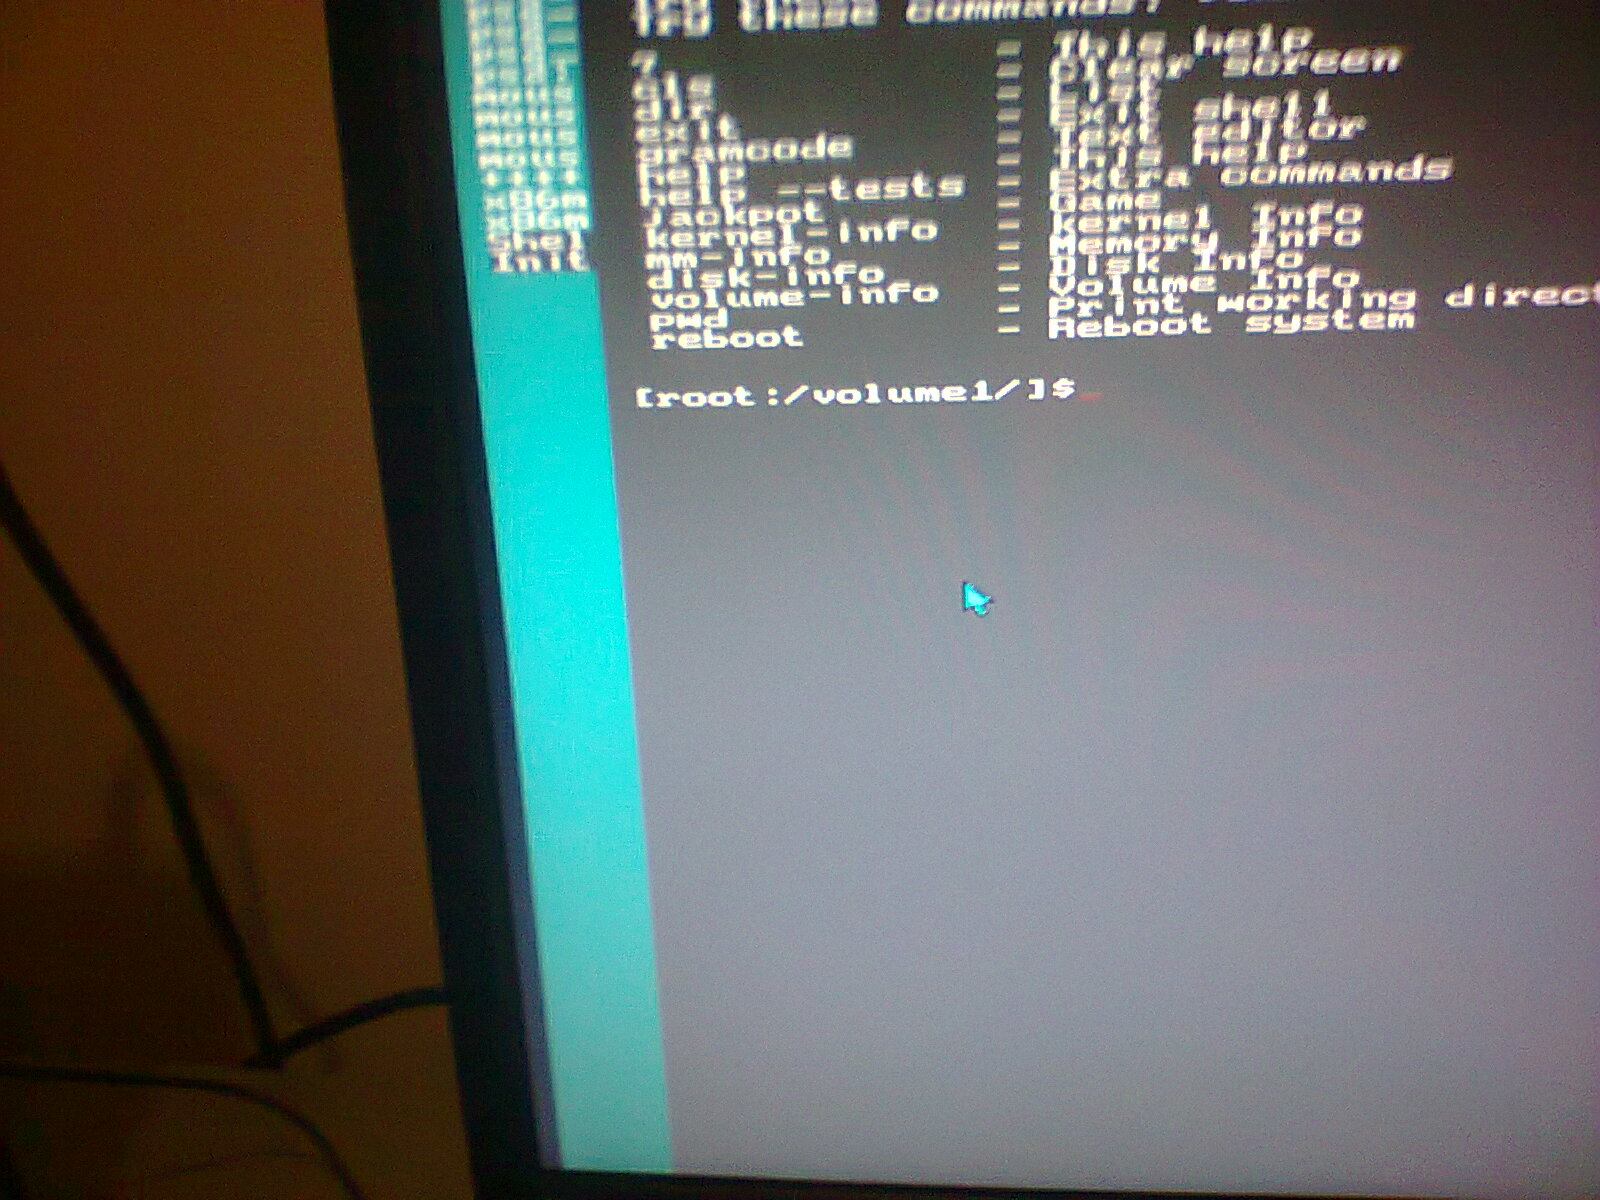 try these commands:
? - This help
cls - Clear screen
dir - List
exit - Exit shell
gramcode - Text editor
help - This help
help --tests - Extra commands
jackpot - Game
kernel-info - Kernel Info
mm-info - Memory Info
disk-info - Disk Info
volume-info - Volume Info
pwd - Print working direct
reboot - Reboot system
[root:/volume1/]$
mous
mous
mous
mous
x86m
x86m
Shel
Init